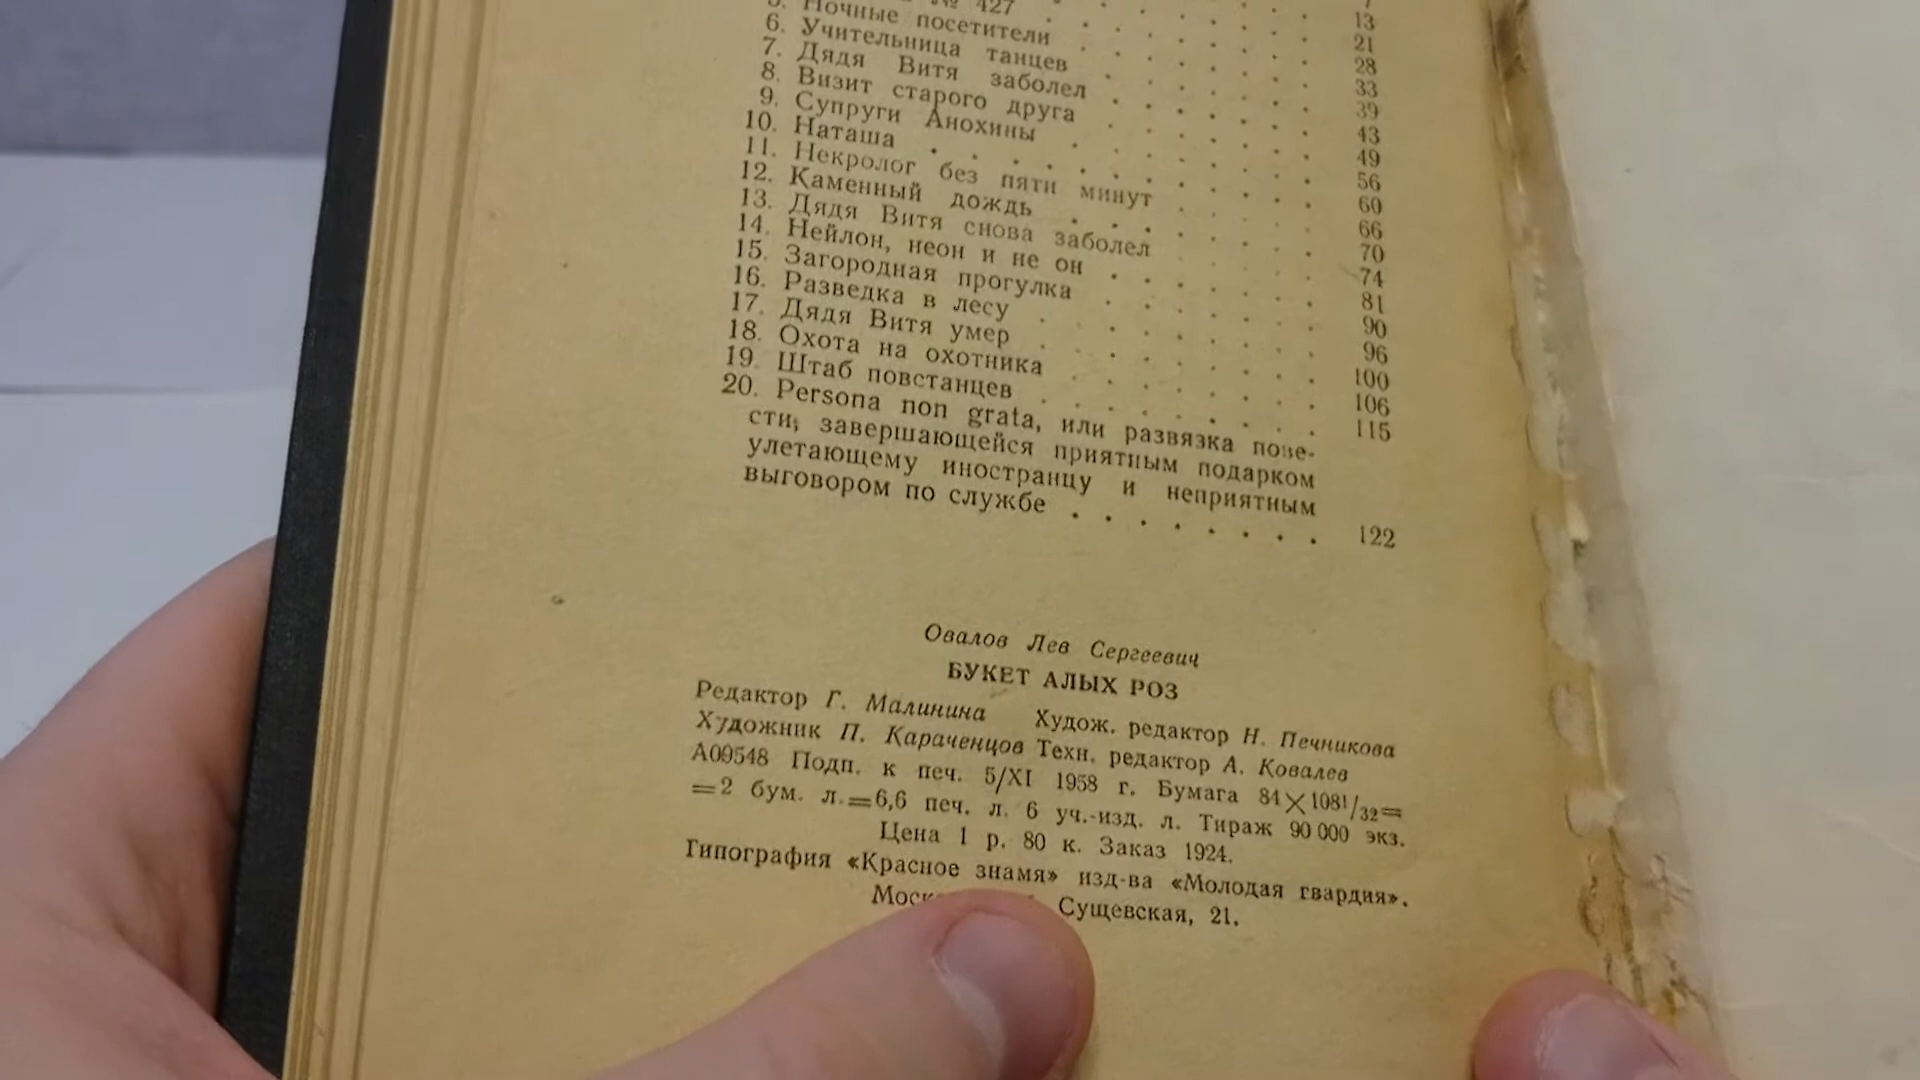 7
13
21
№ 427 . . . . . . . . 28
5. Ночные посетители . . . . . . . 33
6. Учительница танцев . . . . . . . 39
7. Дядя Витя заболел . . . . . . 43
8. Визит старого друга . . . . . . 49
9. Супруги Анохины . . . . . . . 56
10. Наташа . . . . . . . . . . 60
11. Некролог без пяти минут . . . . . 66
12. Каменный дождь . . . . . . . 70
13. Дядя Витя снова заболел . . . . . 74
14. Нейлон, неон и не он . . . . . . 81
15. Загородная прогулка . . . . . . 90
16. Разведка в лесу . . . . . . . . 96
17. Дядя Витя умер . . . . . . . . 100
18. Охота на охотника . . . . . . . 106
19. Штаб повстанцев . . . . . . . . 115
20. Persona non grata, или развязка пове-
сти, завершающейся приятным подарком
улетающему иностранцу и неприятным
выговором по службе . . . . . . . . 122
Овалов Лев Сергеевич
БУКЕТ АЛЫХ РОЗ
Редактор Г. Малинина Худож. редактор Н. Печникова
Художник П. Караченцов Техн. редактор А. Ковалев
А09548 Подп. к печ. 5/XI 1958 г. Бумага 84×108¹/₃₂=
=2 бум. л.=6,6 печ. л. 6 уч.-изд. л. Тираж 90 000 экз.
Цена 1 р. 80 к. Заказ 1924.
Гипография «Красное знамя» изд-ва «Молодая гвардия».
Сущевская, 21.